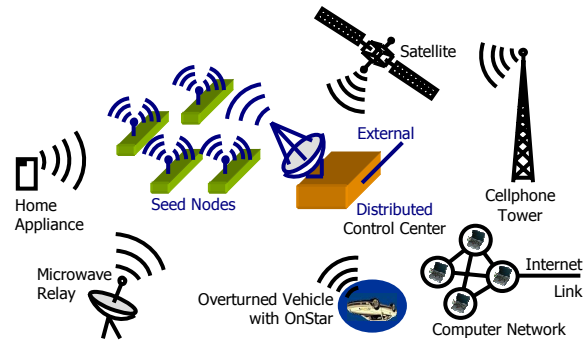 Satellite
External
Home
Appliance
Seed Nodes
Distributed
Control Center
Cellphone
Tower
Microwave
Relay
Overturned Vehicle
with OnStar
Internet
Link
Computer Network